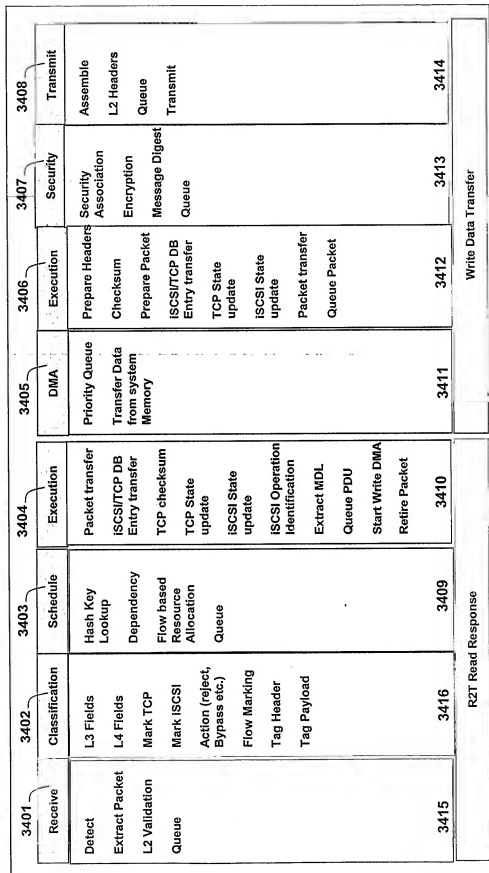 3401
Receive
Detect
Extract Packet
L2 Validation
Queue
3415
3402
Classification
L3 Fields
L4 Fields
Mark TCP
Mark iSCSI
Action (reject,
Bypass etc.)
Flow Marking
Tag Header
Tag Payload
3416
3403
Schedule
Hash Key
Lookup
Dependency
Flow based
Resource
Allocation
Queue
3409
3404
Execution
Packet transfer
iSCSI/TCP DB
Entry transfer
TCP checksum
TCP State
update
iSCSI State
update
iSCSI Operation
Identification
Extract MDL
Queue PDU
Start Write DMA
Retire Packet
3410
R2T Read Response
3405
DMA
Priority Queue
Transfer Data
from system
Memory
3411
3406
Execution
Prepare Headers
Checksum
Prepare Packet
iSCSI/TCP DB
Entry transfer
TCP State
update
iSCSI State
update
Packet transfer
Queue Packet
3412
3407
Security
Security
Association
Encryption
Message Digest
Queue
3413
3408
Transmit
Assemble
L2 Headers
Queue
Transmit
3414
Write Data Transfer